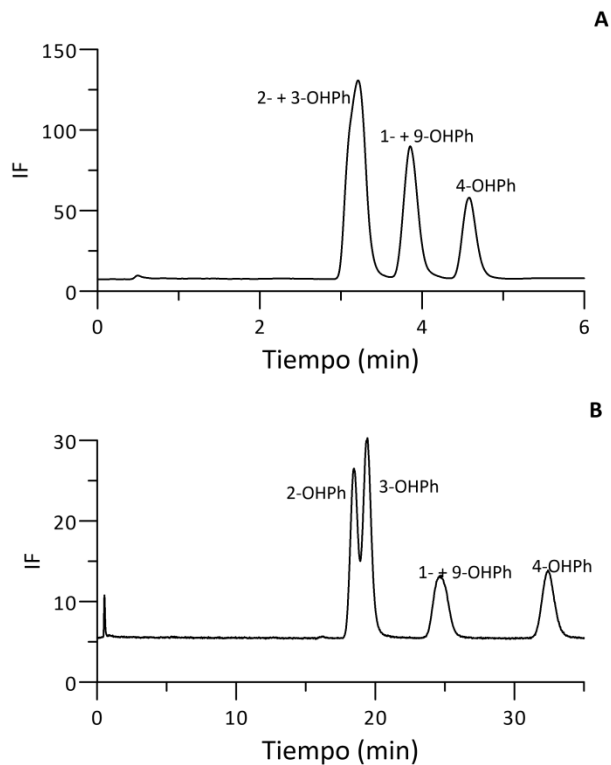 A
150
2- + 3-OHPh
1- + 9-OHPh
100
IF
4-OHPh
50
0
0 2 4 6
Tiempo (min)
B
30
2-OHPh 3-OHPh
20
IF
1- + 9-OHPh 4-OHPh
10
0
0 10 20 30
Tiempo (min)